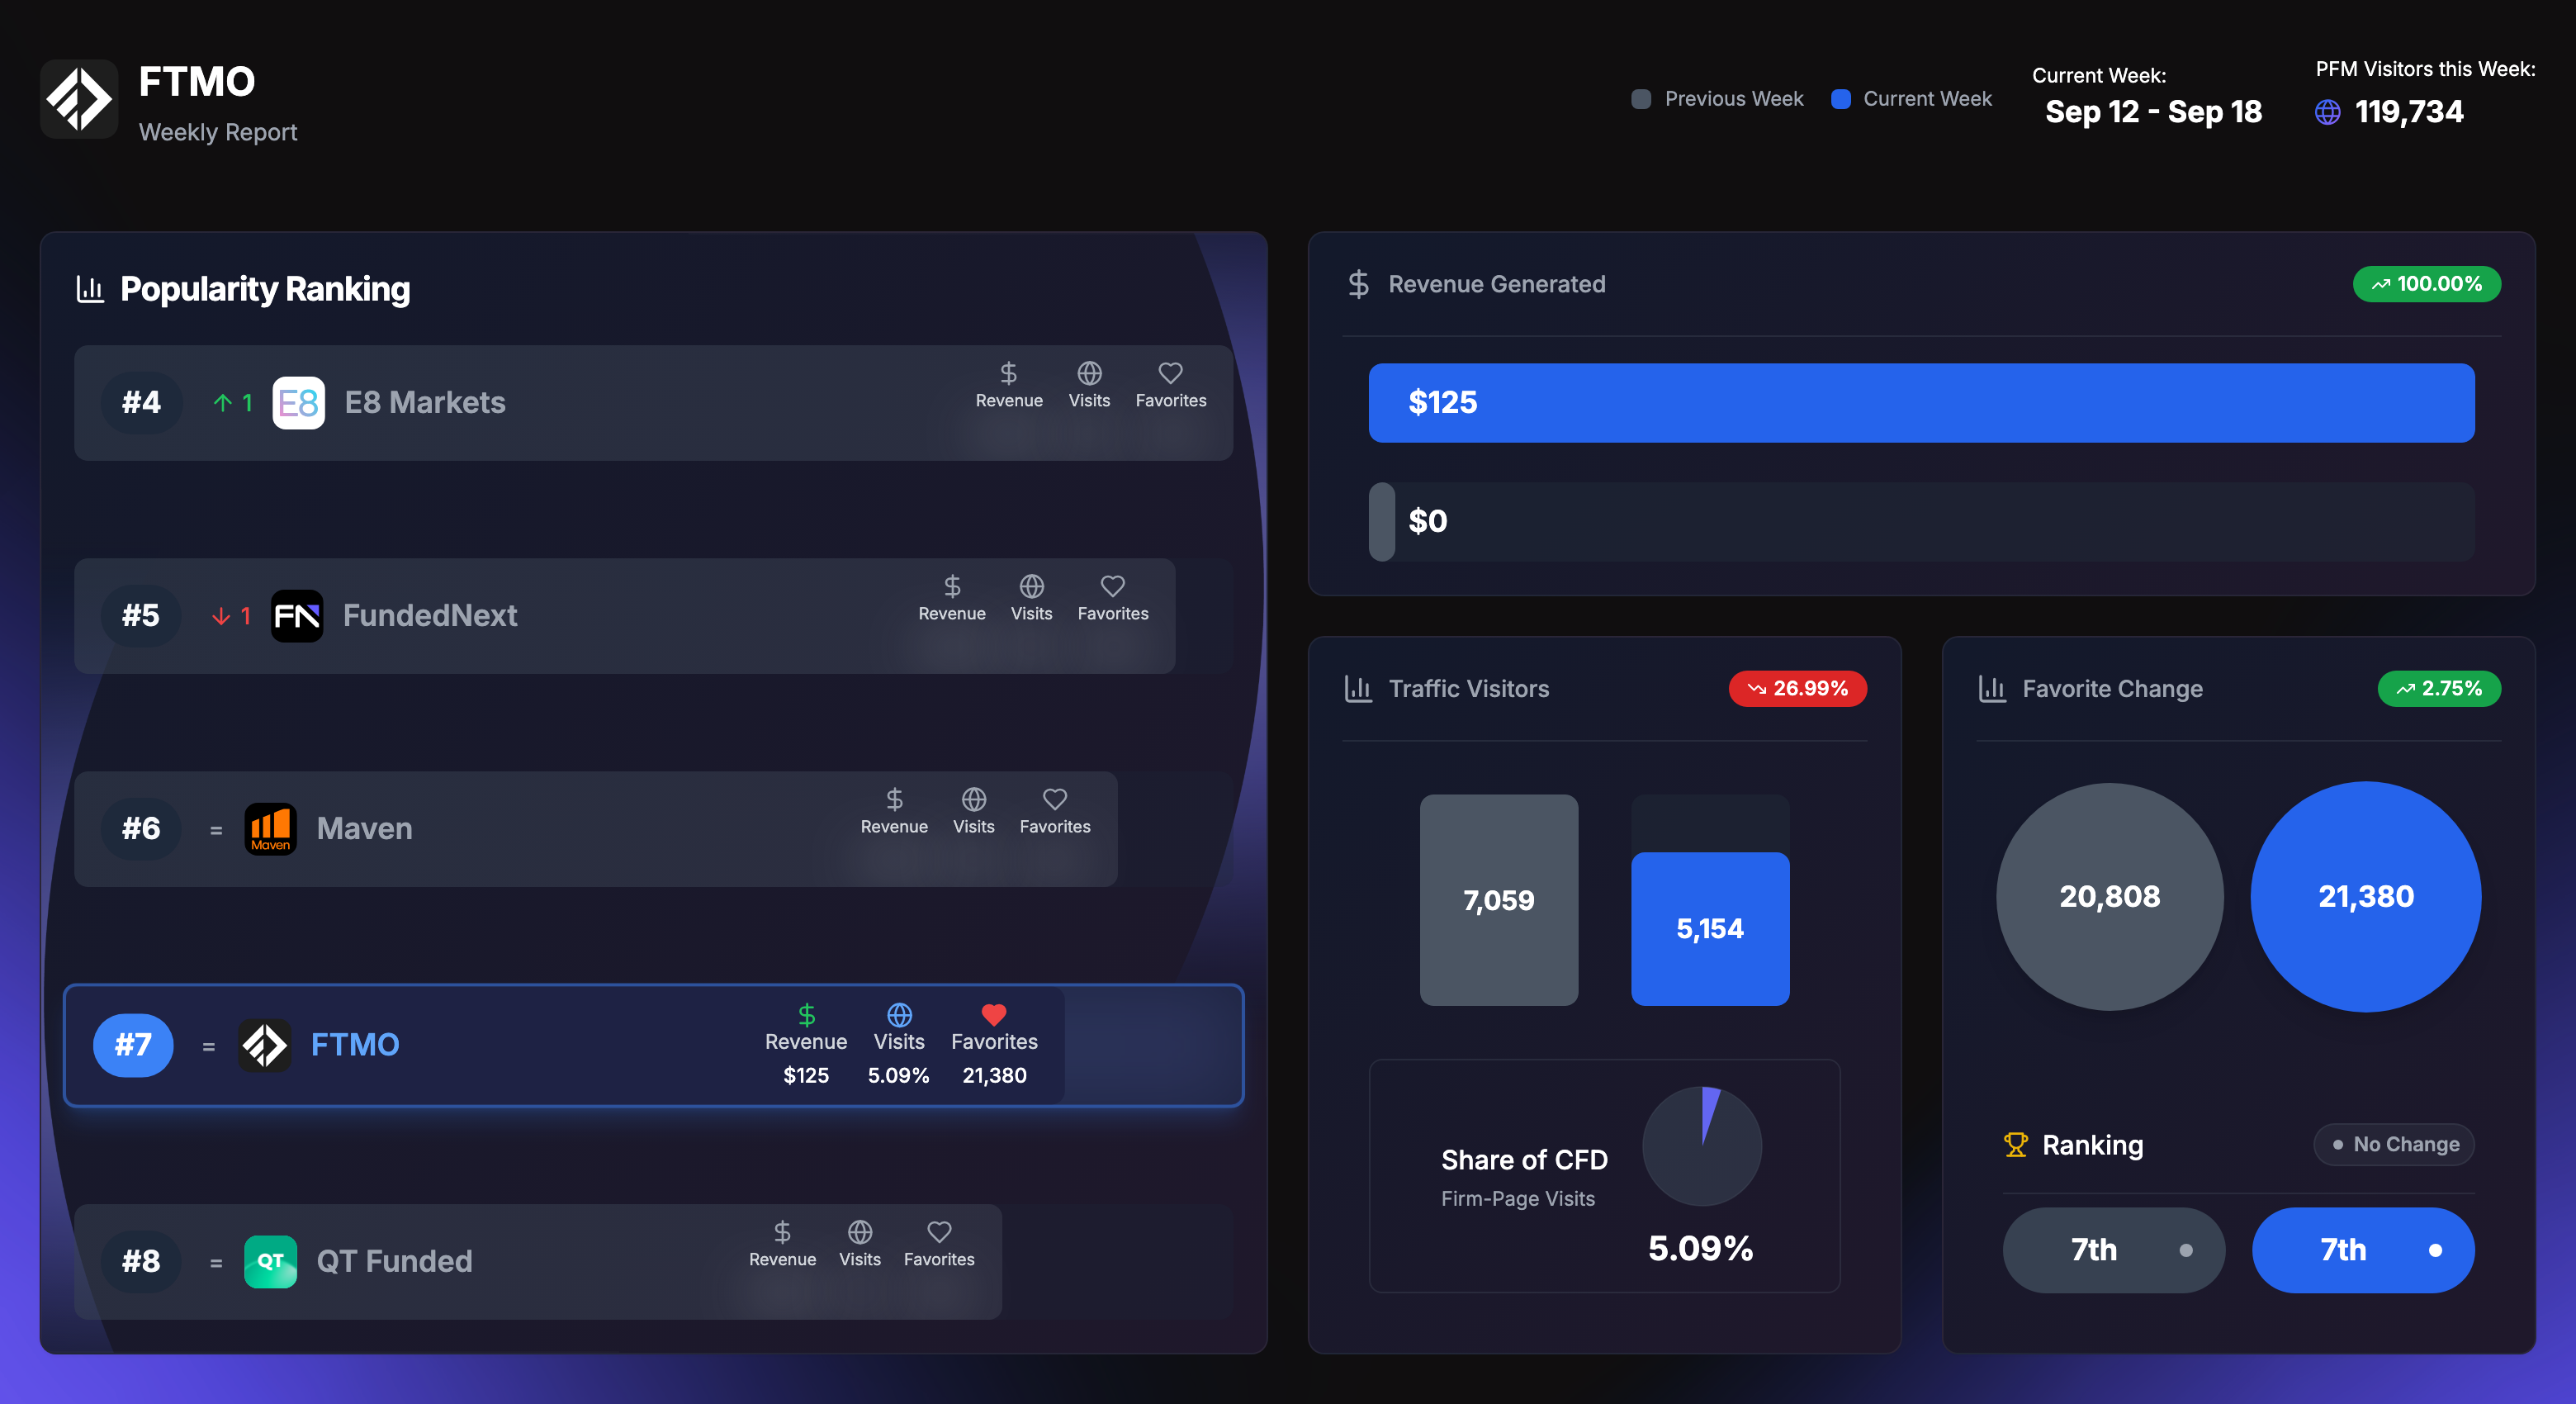 FTMO
Weekly Report
Previous Week
Current Week
Current Week:
Sep 12 - Sep 18
PFM Visitors this Week:
119,734
Popularity Ranking
#4
1
E8
E8 Markets
Revenue
Visits
Favorites
#5
1
FN
FundedNext
Revenue
Visits
Favorites
#6
=
Maven
Maven
Revenue
Visits
Favorites
#7
=
FTMO
Revenue
Visits
Favorites
$125
5.09%
21,380
#8
=
QT
QT Funded
Revenue
Visits
Favorites
Revenue Generated
100.00%
$125
$0
Traffic Visitors
26.99%
7,059
5,154
Share of CFD
Firm-Page Visits
5.09%
Favorite Change
2.75%
20,808
21,380
Ranking
No Change
7th
7th